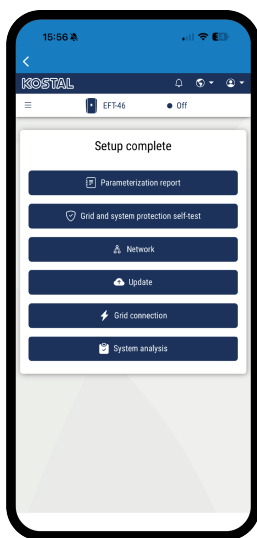 15:56
KOSTAL
EFT-46
Off
Setup complete
Parameterization report
Grid and system protection self-test
Network
Update
Grid connection
System analysis